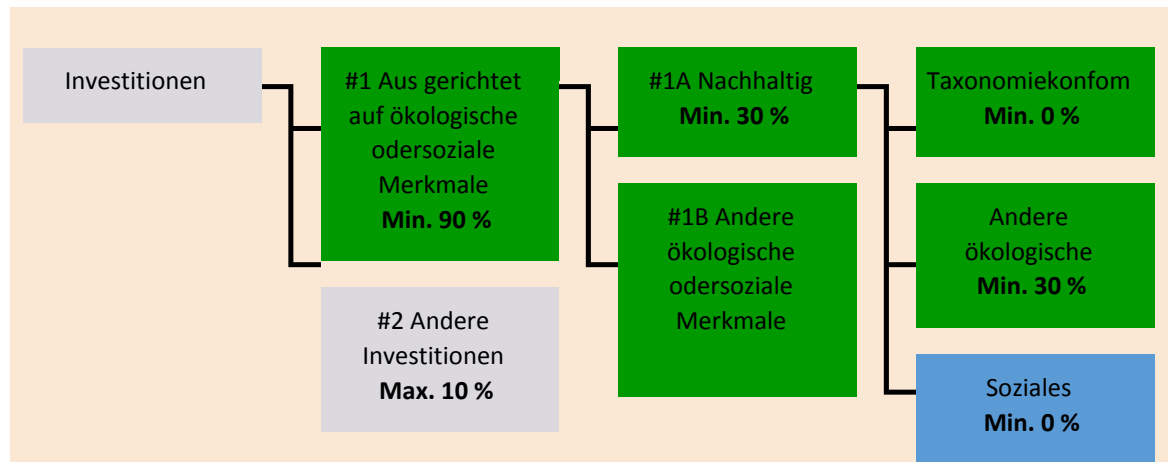 Investitionen
#1 Aus gerichtet
auf ökologische
odersoziale
Merkmale
Min. 90 %
#2 Andere
Investitionen
Max. 10 %
#1A Nachhaltig
Min. 30 %
#1B Andere
ökologische
odersoziale
Merkmale
Taxonomiekonfom
Min. 0 %
Andere
ökologische
Min. 30 %
Soziales
Min. 0 %